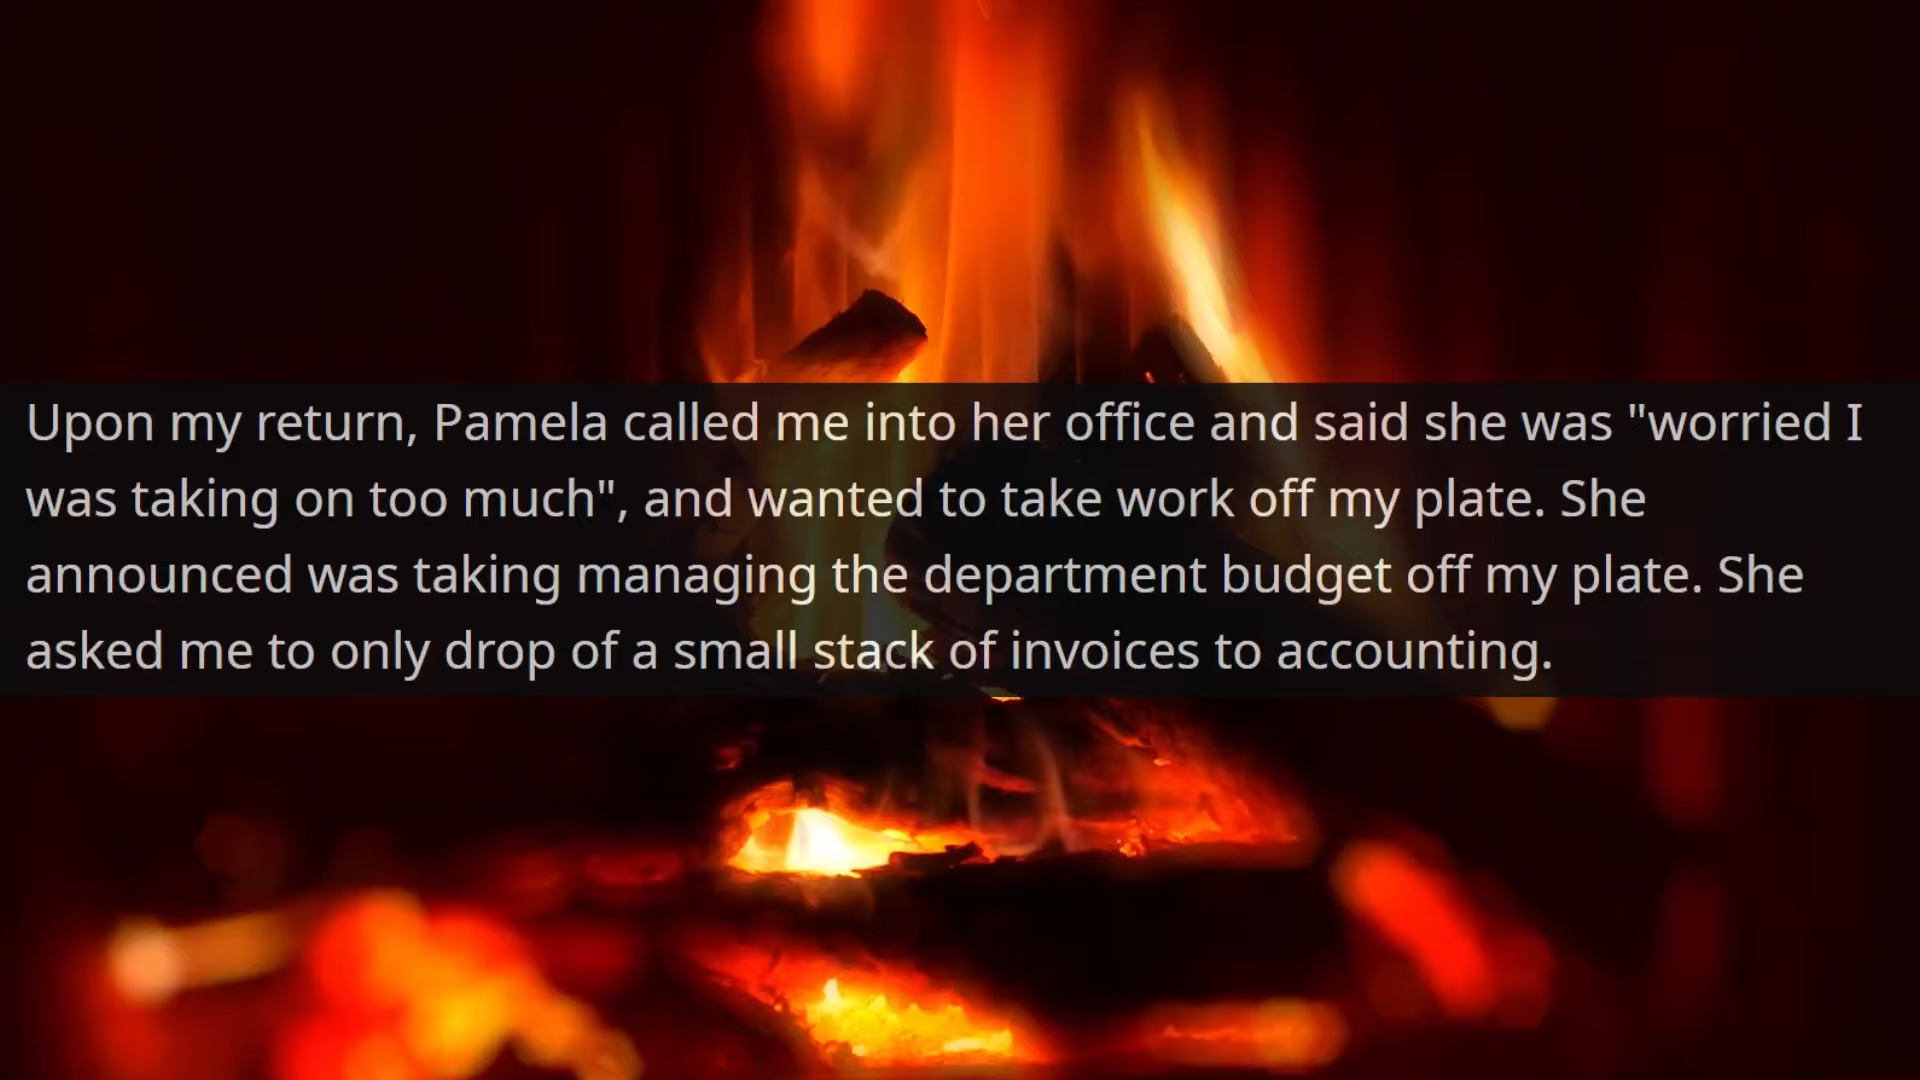 Upon my return, Pamela called me into her office and said she was "worried I
was taking on too much", and wanted to take work off my plate. She
announced was taking managing the department budget off my plate. She
asked me to only drop of a small stack of invoices to accounting.